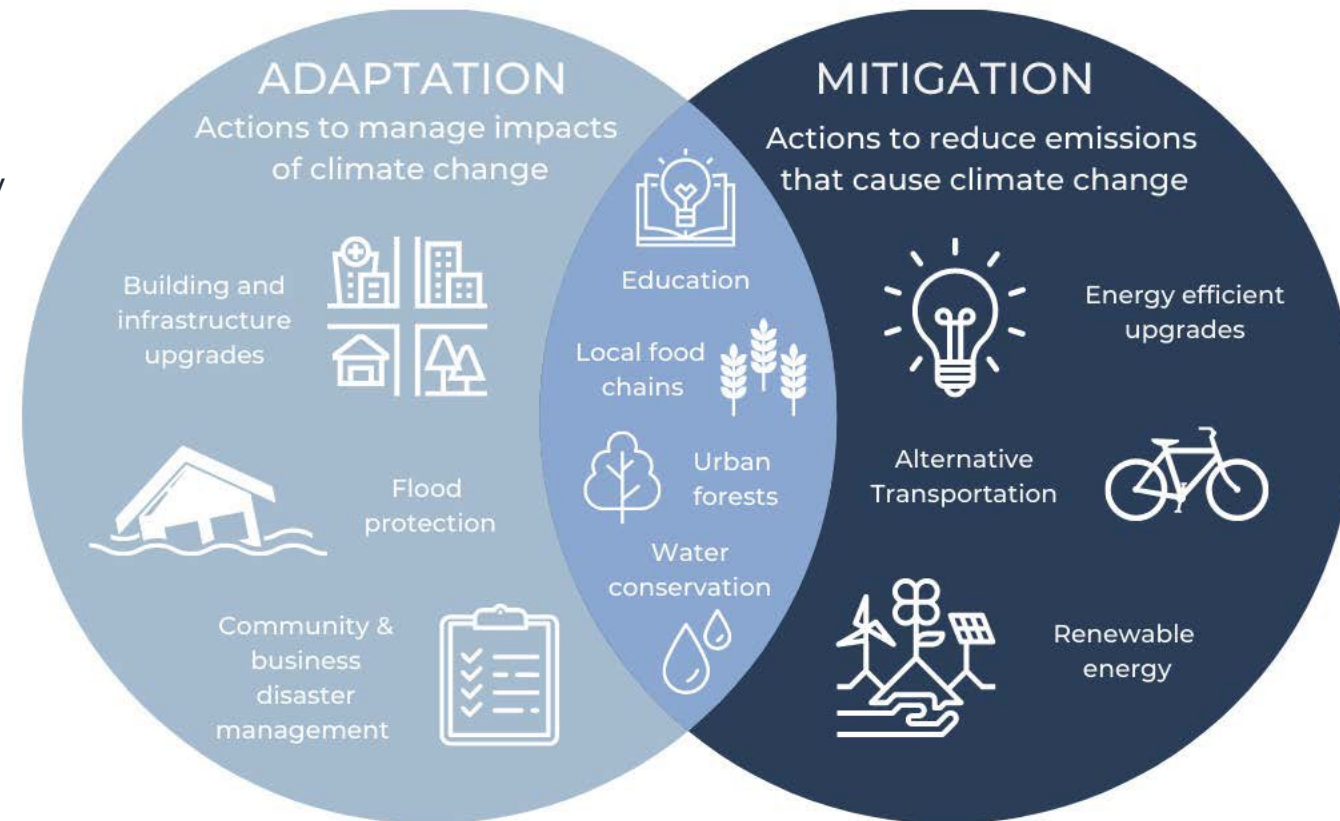 ADAPTATION
Actions to manage impacts
of climate change
Building and
infrastructure
upgrades
Flood
protection
Community &
business
disaster
management
Education
Local food
chains
Urban
forests
Water
conservation
MITIGATION
Actions to reduce emissions
that cause climate change
Energy efficient
upgrades
Alternative
Transportation
Renewable
energy